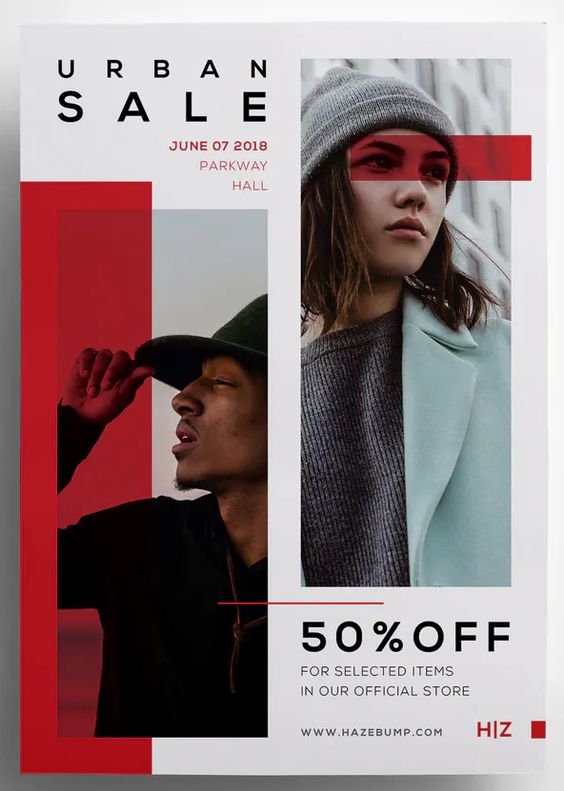 URBAN
SALE
JUNE 07 2018
PARKWAY
HALL
50%OFF
FOR SELECTED ITEMS
IN OUR OFFICIAL STORE
WWW.HAZEBUMP.COM
H|Z